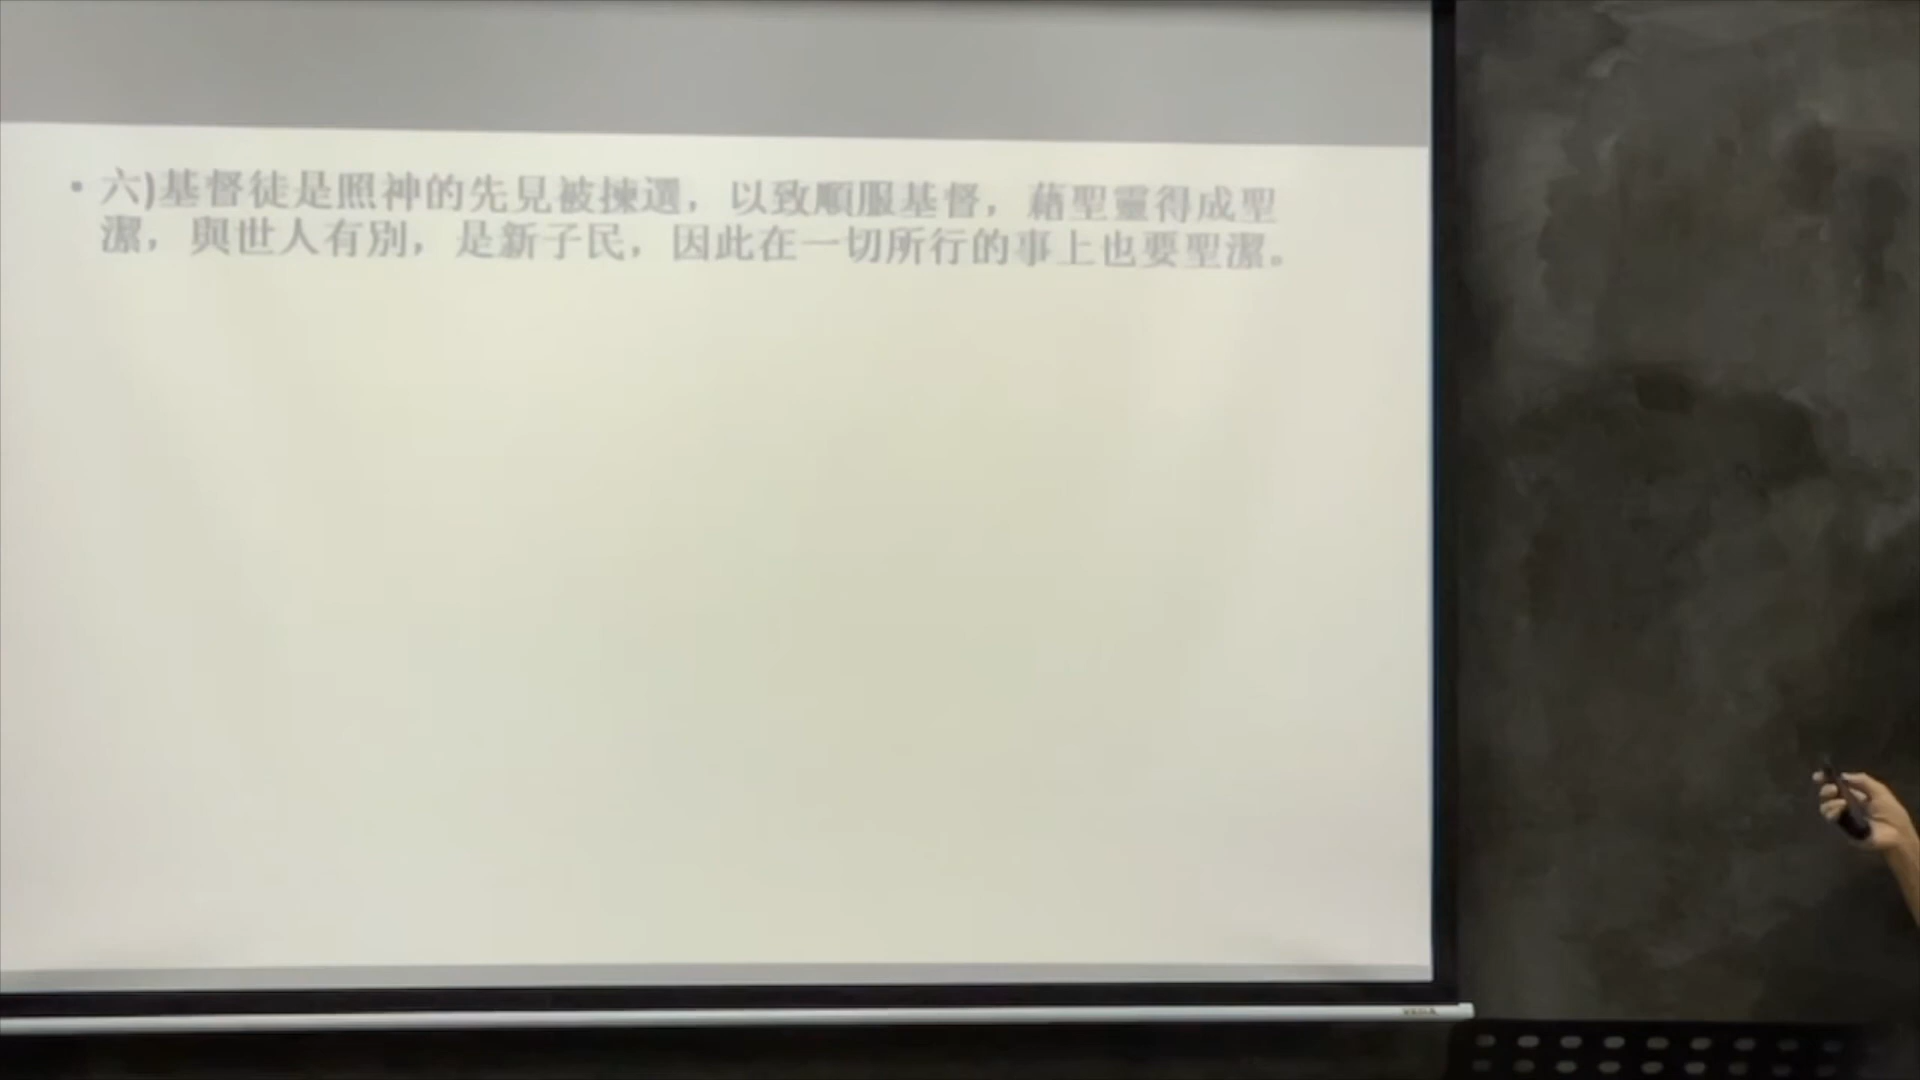 • 六)基督徒是照神的先見被揀選，以致順服基督，藉聖靈得成聖
潔，與世人有別，是新子民，因此在一切所行的事上也要聖潔。